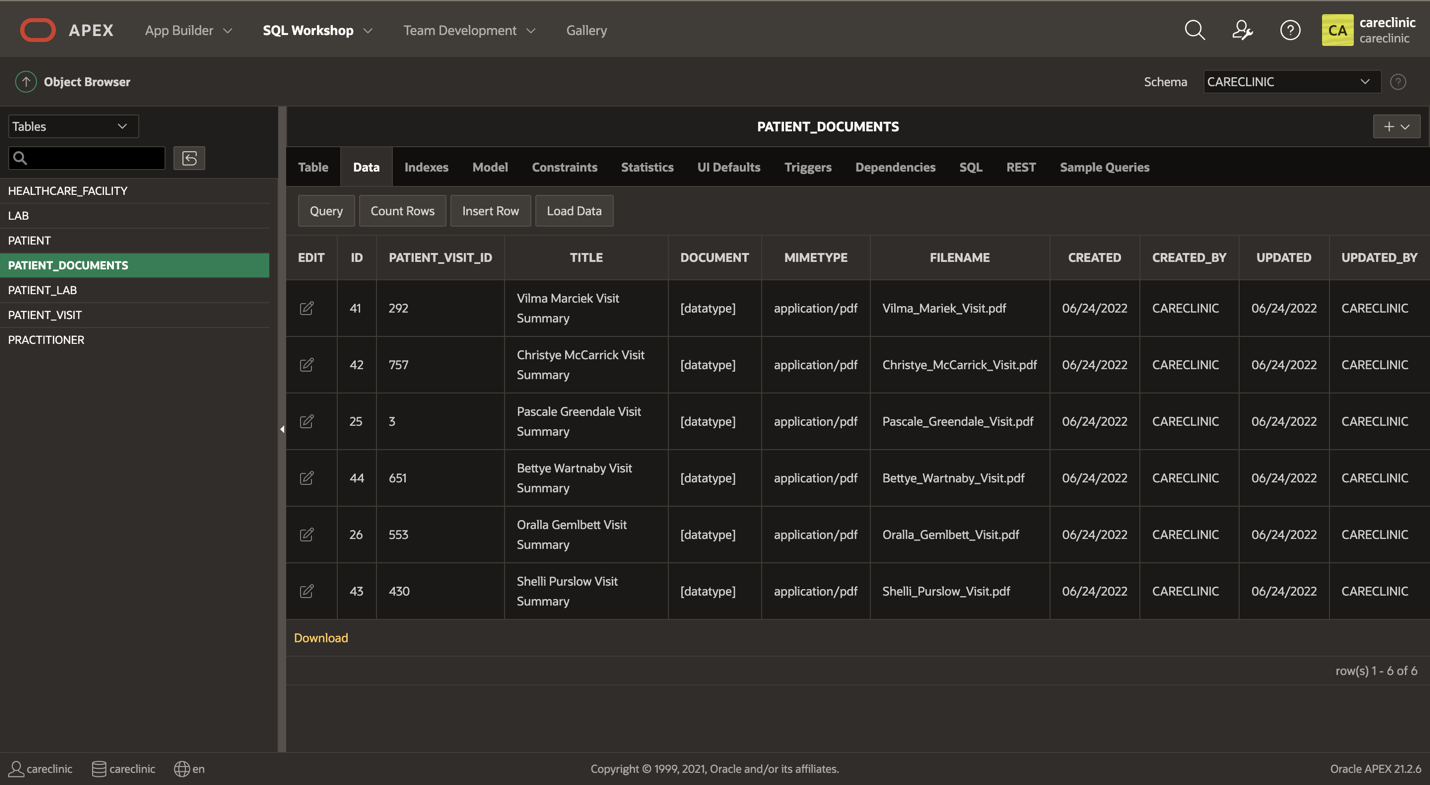 APEX App Builder SQL Workshop Team Development Gallery CA careclinic
careclinic
Object Browser Schema CARECLINIC
Tables
HEALTHCARE_FACILITY
LAB
PATIENT
PATIENT_DOCUMENTS
PATIENT_LAB
PATIENT_VISIT
PRACTITIONER
PATIENT_DOCUMENTS
Table Data Indexes Model Constraints Statistics UI Defaults Triggers Dependencies SQL REST Sample Queries
Query Count Rows Insert Row Load Data
EDIT ID PATIENT_VISIT_ID TITLE DOCUMENT MIMETYPE FILENAME CREATED CREATED_BY UPDATED UPDATED_BY
41 292 Vilma Marciek Visit Summary [datatype] application/pdf Vilma_Mariek_Visit.pdf 06/24/2022 CARECLINIC 06/24/2022 CARECLINIC
42 757 Christye McCarrick Visit Summary [datatype] application/pdf Christye_McCarrick_Visit.pdf 06/24/2022 CARECLINIC 06/24/2022 CARECLINIC
25 3 Pascale Greendale Visit Summary [datatype] application/pdf Pascale_Greendale_Visit.pdf 06/24/2022 CARECLINIC 06/24/2022 CARECLINIC
44 651 Bettye Wartnaby Visit Summary [datatype] application/pdf Bettye_Wartnaby_Visit.pdf 06/24/2022 CARECLINIC 06/24/2022 CARECLINIC
26 553 Oralla Gemlbett Visit Summary [datatype] application/pdf Oralla_Gemlbett_Visit.pdf 06/24/2022 CARECLINIC 06/24/2022 CARECLINIC
43 430 Shelli Purslow Visit Summary [datatype] application/pdf Shelli_Purslow_Visit.pdf 06/24/2022 CARECLINIC 06/24/2022 CARECLINIC
Download
row(s) 1 - 6 of 6
careclinic careclinic en Copyright © 1999, 2021, Oracle and/or its affiliates. Oracle APEX 21.2.6